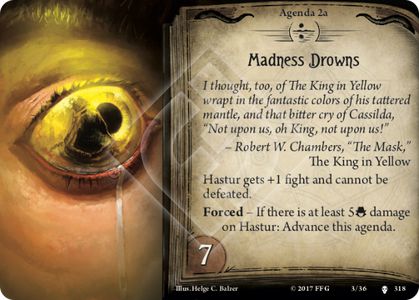 Agenda 2a
Madness Drowns
I thought, too, of The King in Yellow
wrapt in the fantastic colors of his tattered
mantle, and that bitter cry of Cassilda,
“Not upon us, oh King, not upon us!”
– Robert W. Chambers, “The Mask,”
The King in Yellow
Hastur gets +1 fight and cannot be
defeated.
Forced – If there is at least 5 damage
on Hastur: Advance this agenda.
7
Illus. Helge C. Balzer
© 2017 FFG
3/36
318